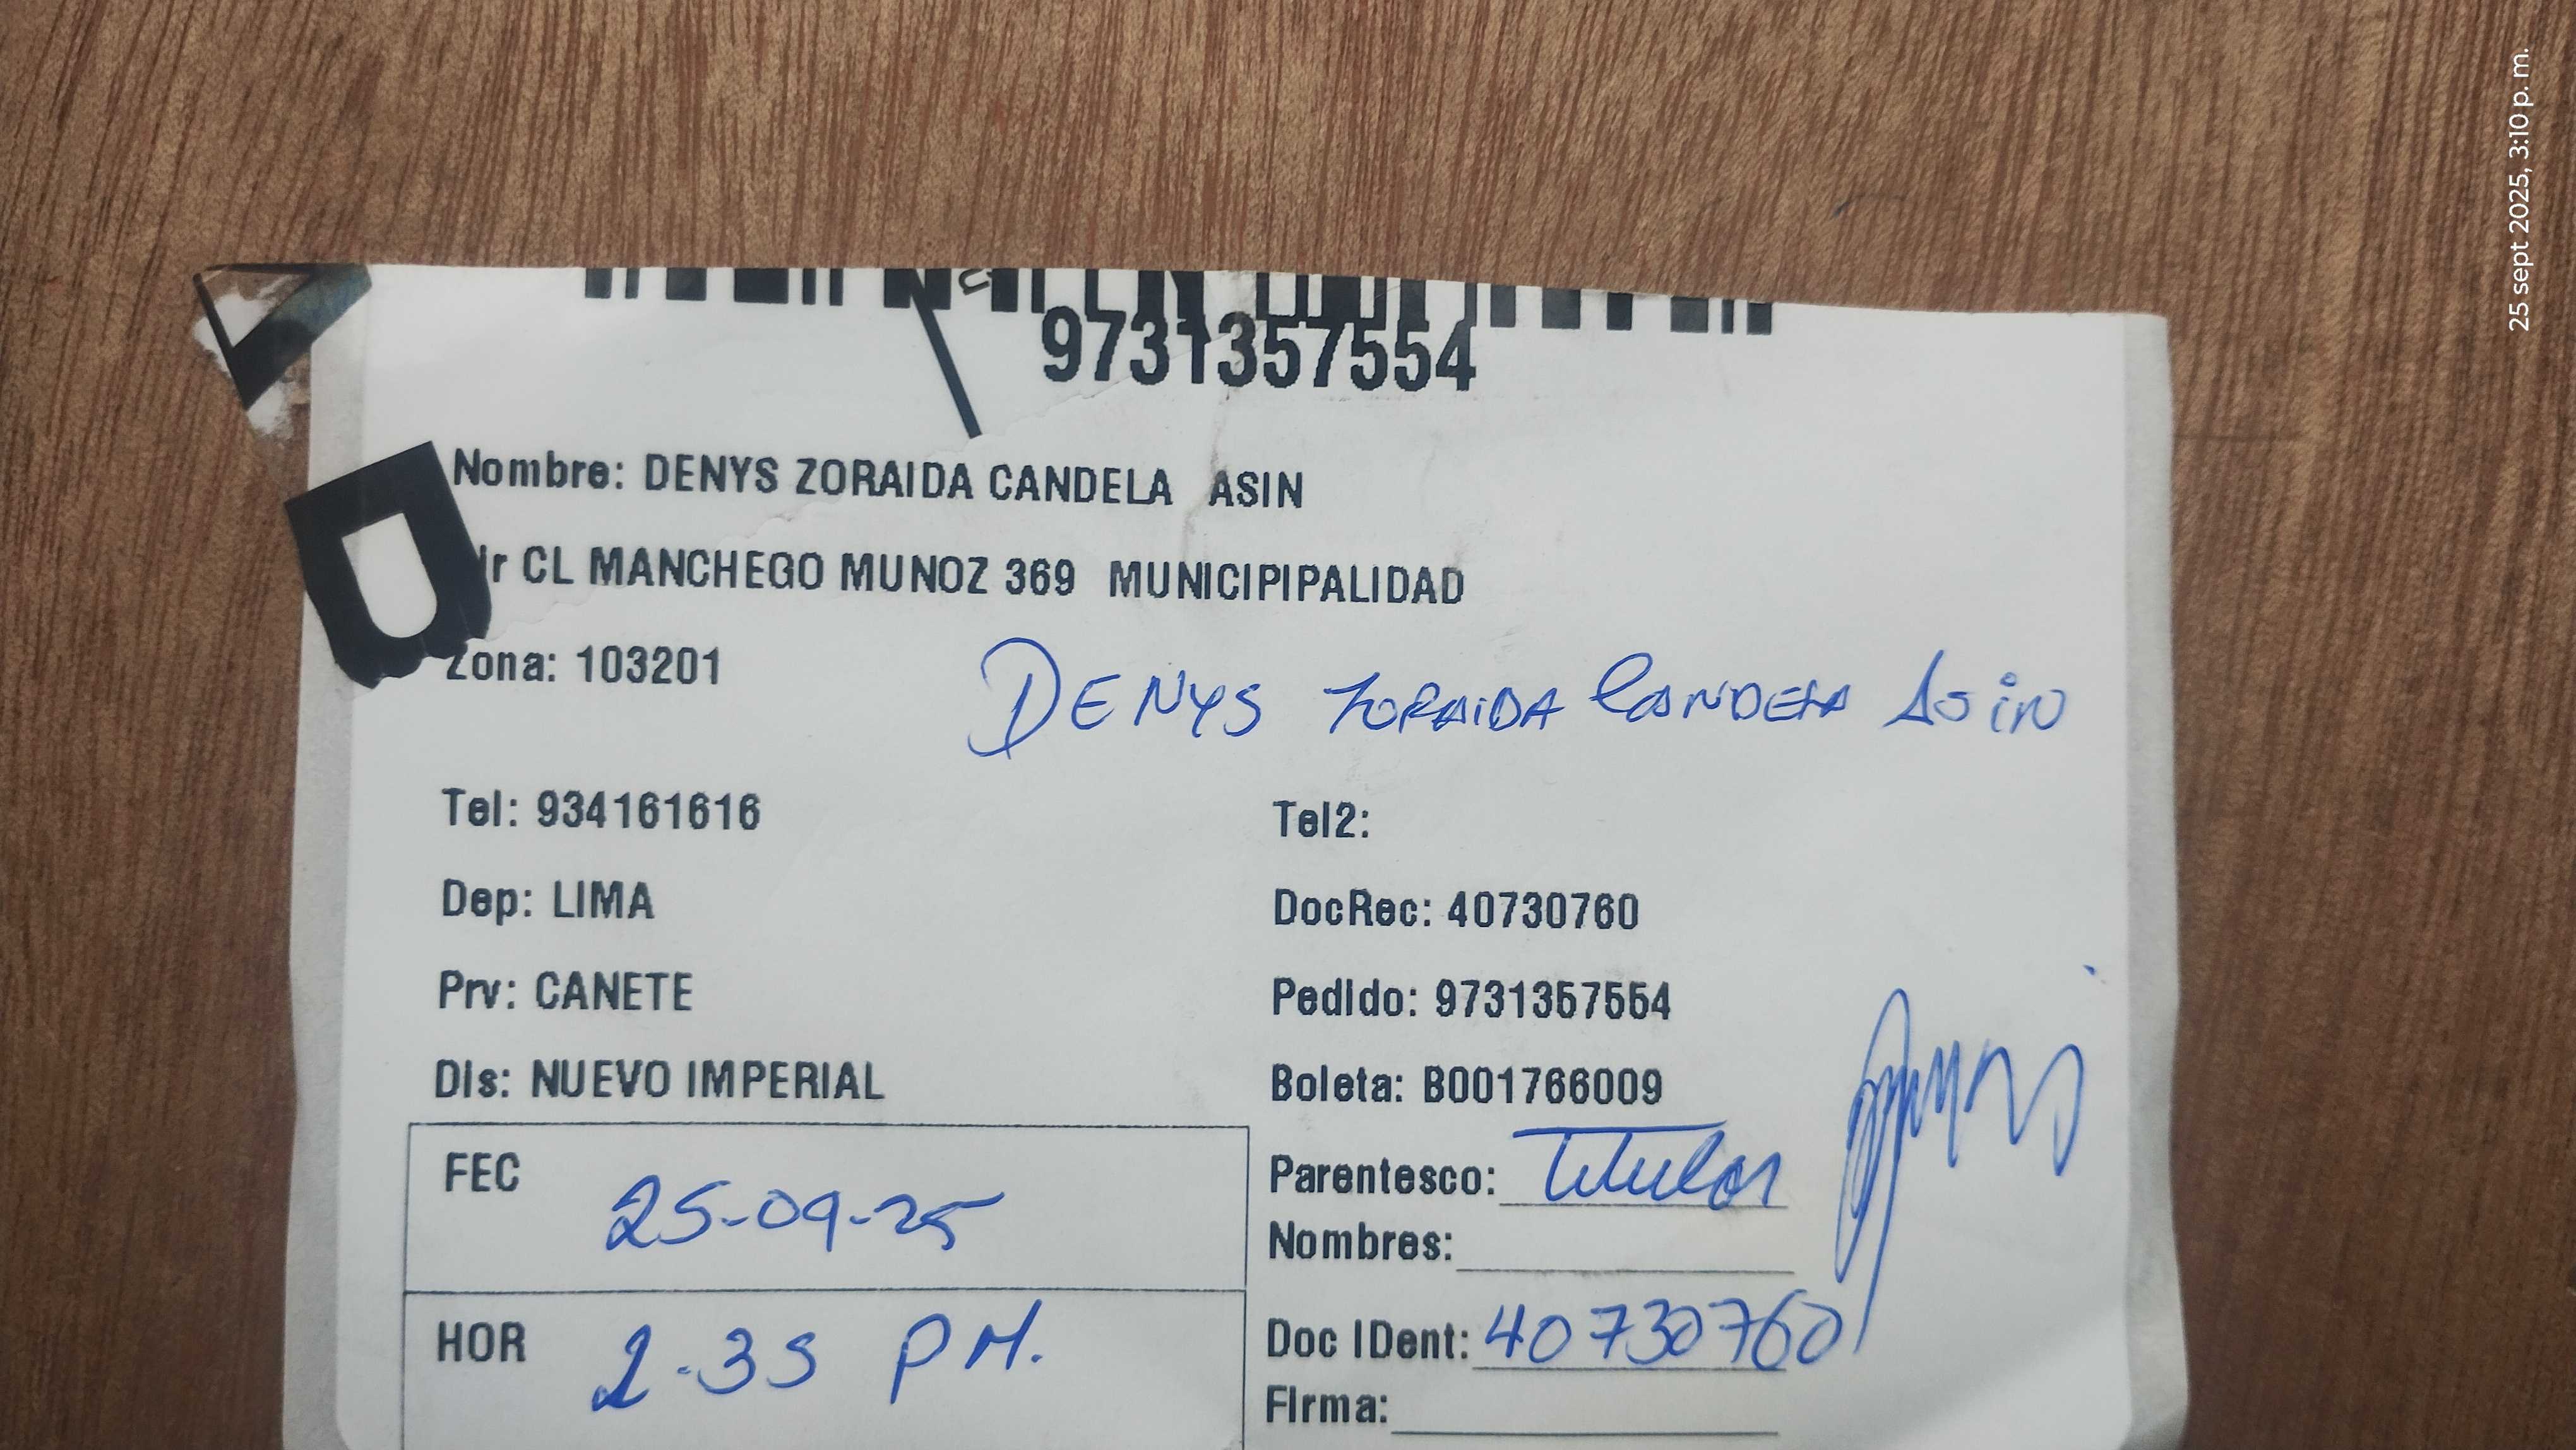 25 sept 2025, 3:10 p. m.
9731357554
Nombre: DENYS ZORAIDA CANDELA ASIN
Ir CL MANCHEGO MUNOZ 369 MUNICIPIPALIDAD
Zona: 103201
DENYS ZORAIDA CANDELA ASiN
Tel: 934161616 Tel2:
Dep: LIMA DocRec: 40730760
Prv: CANETE Pedido: 9731357554
Dis: NUEVO IMPERIAL Boleta: B001766009
FEC 25-09-25 Parentesco: Titular
Nombres:
HOR 2.35 PM. Doc IDent: 40730760
Firma: